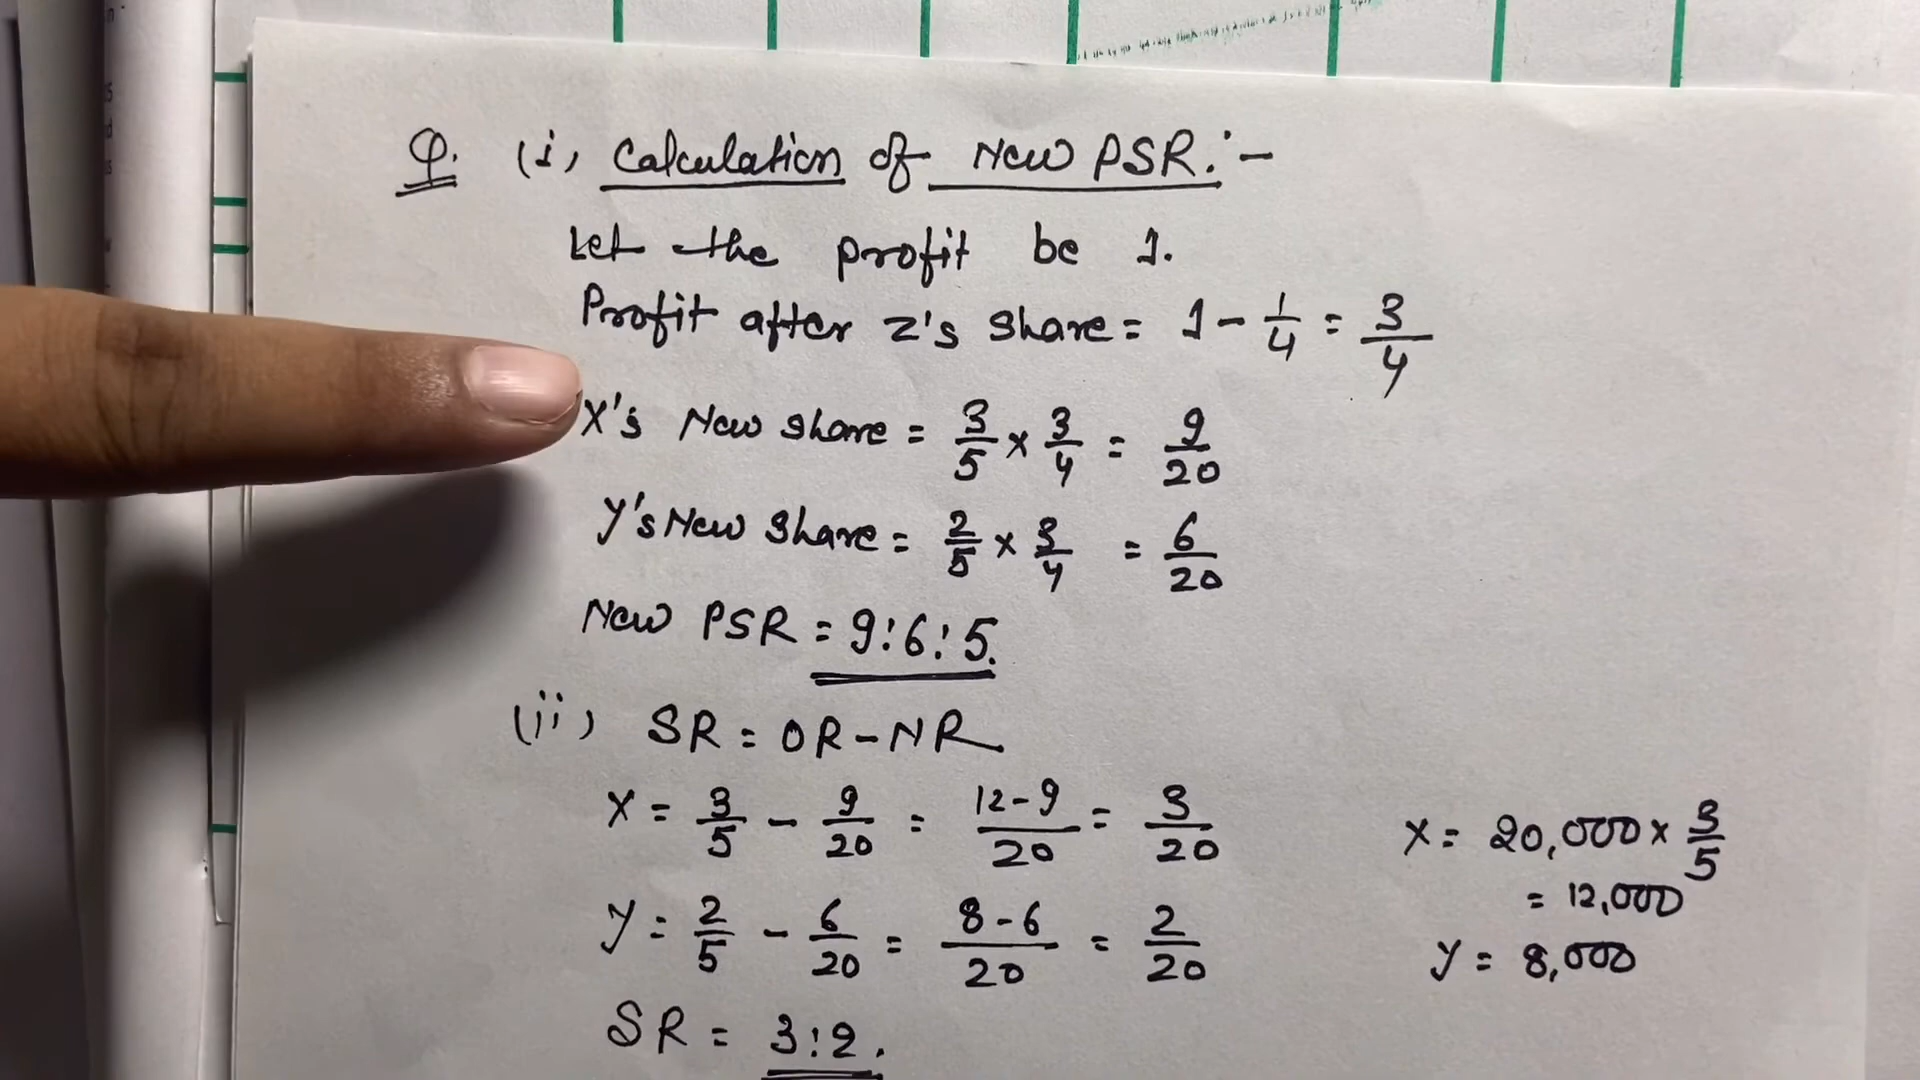 Q. (i) Calculation of New PSR:-
Let the profit be 1.
Profit after Z's share = 1 - 1/4 = 3/4
X's New share = 3/5 × 3/4 = 9/20
Y's New share = 2/5 × 3/4 = 6/20
New PSR = 9:6:5.
(ii) SR = OR - NR
X = 3/5 - 9/20 = 12-9/20 = 3/20
Y = 2/5 - 6/20 = 8-6/20 = 2/20
SR = 3:2.
X = 20,000 × 3/5
= 12,000
Y = 8,000